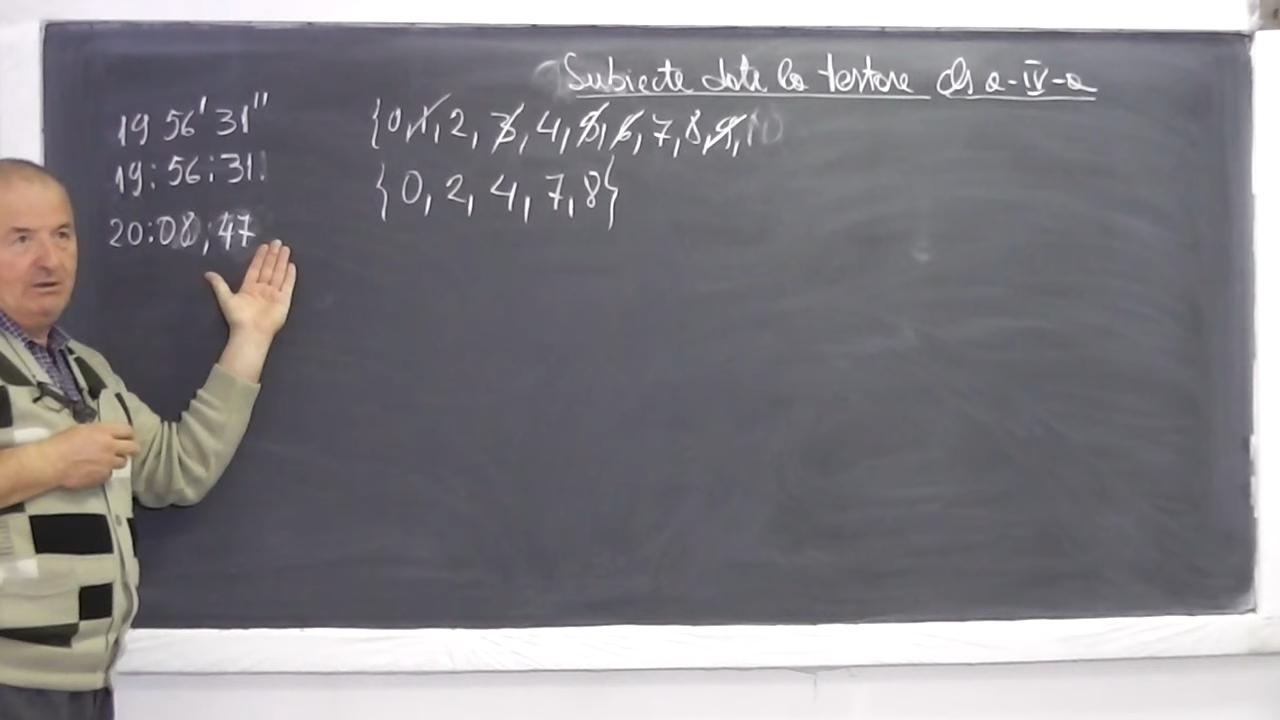 Subiecte date la testare cls a-IV-a
19 56' 31"
19:56:31
20:08:47
{0, 1, 2, 3, 4, 5, 6, 7, 8, 9, 10
{0, 2, 4, 7, 8}